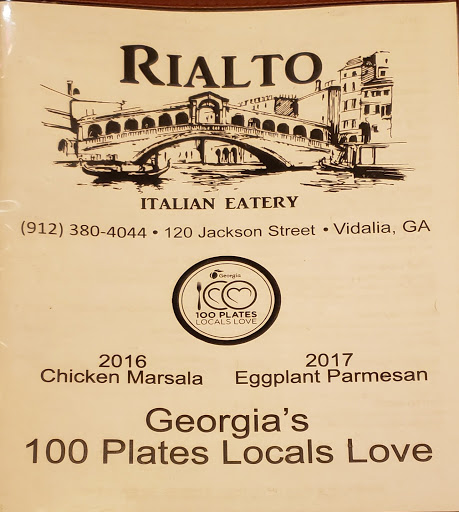 RIALTO
ITALIAN EATERY
(912) 380-4044 • 120 Jackson Street • Vidalia, GA
Georgia
100 PLATES
LOCALS LOVE
2016
Chicken Marsala
2017
Eggplant Parmesan
Georgia's
100 Plates Locals Love